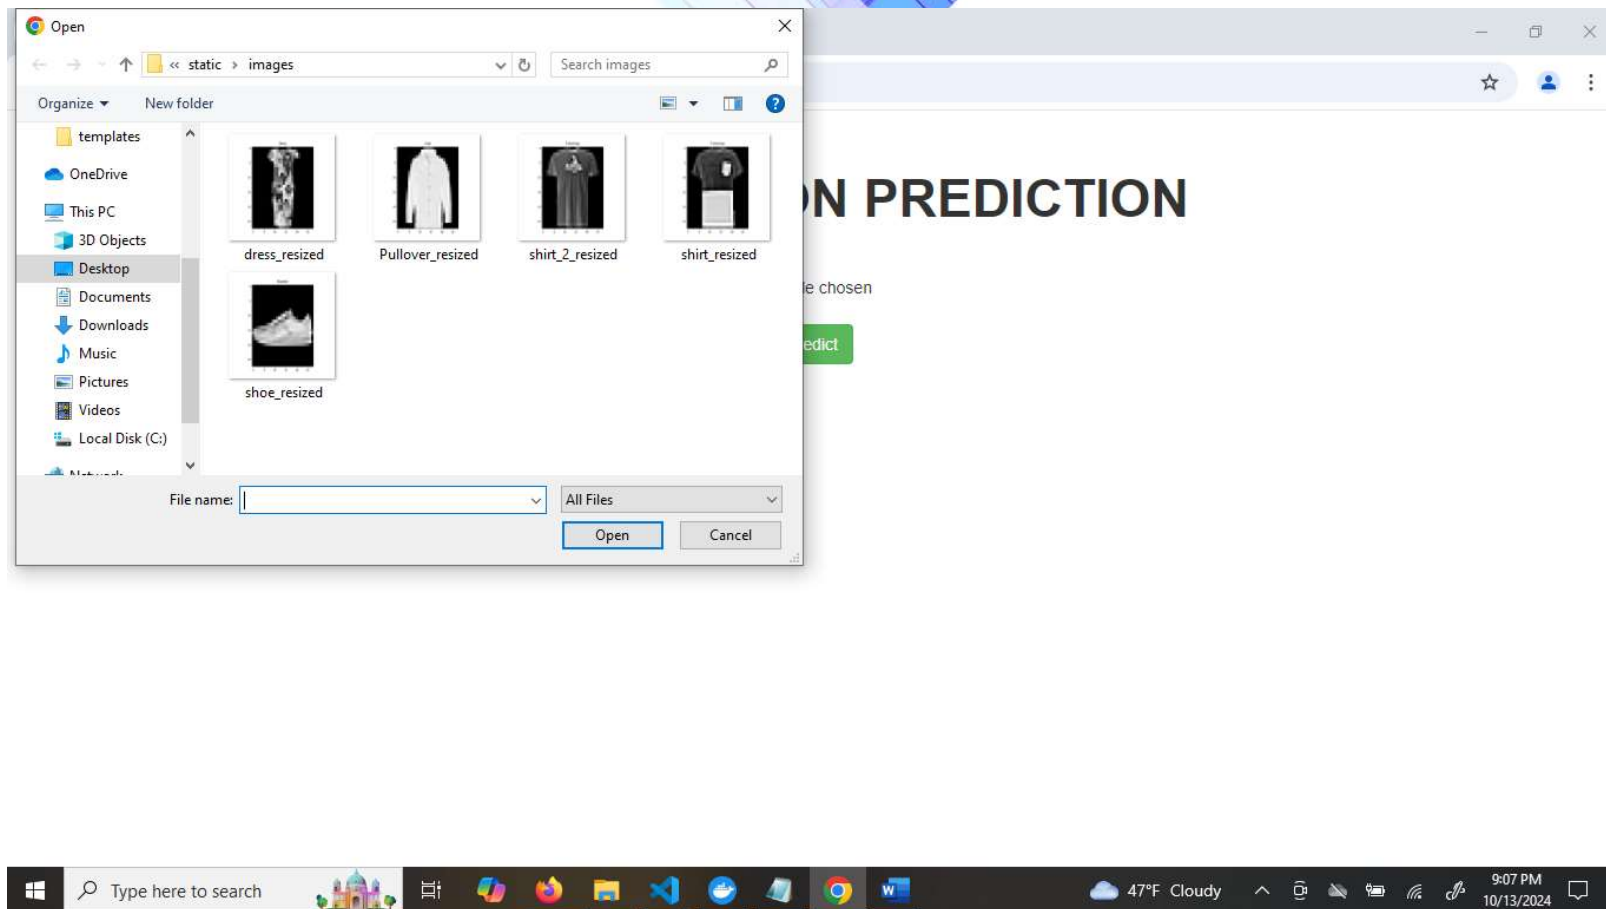 Open
« static › images
Search images
Organize
New folder
templates
OneDrive
This PC
3D Objects
Desktop
Documents
Downloads
Music
Pictures
Videos
Local Disk (C:)
dress_resized
Pullover_resized
shirt_2_resized
shirt_resized
shoe_resized
File name:
All Files
Open
Cancel
N PREDICTION
le chosen
edict
Type here to search
47°F Cloudy
9:07 PM
10/13/2024